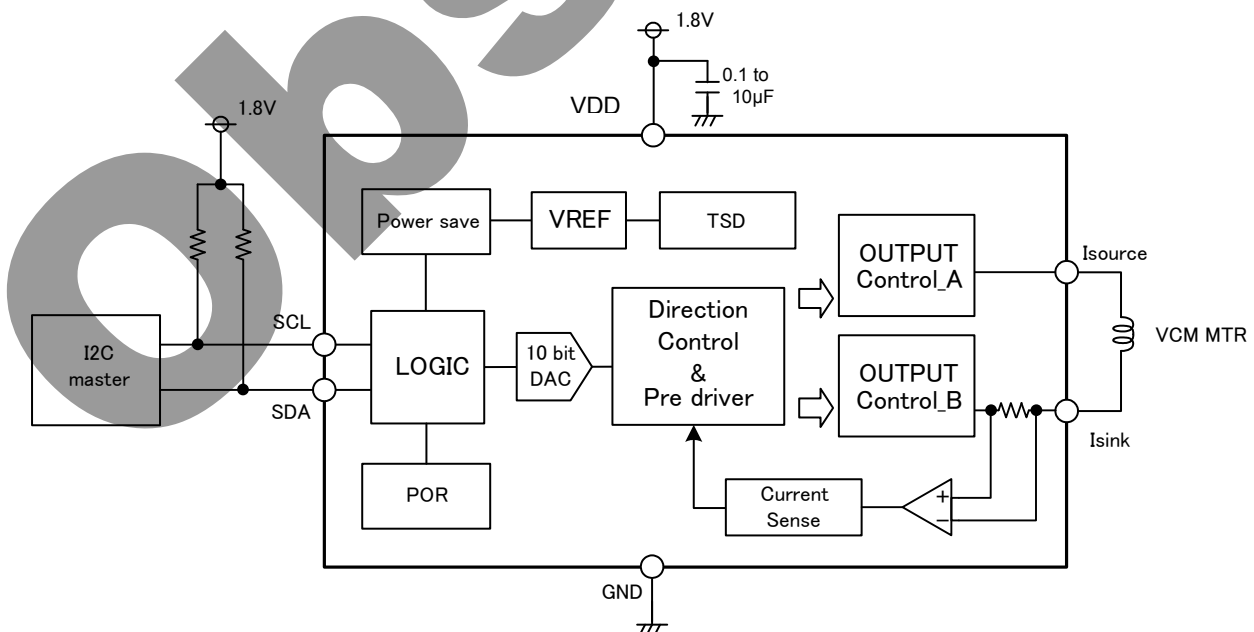 1.8V
0.1 to
10μF
VDD
1.8V
Power save
VREF
TSD
OUTPUT
Control_A
Isource
SCL
I2C
master
LOGIC
10 bit
DAC
Direction
Control
&
Pre driver
VCM MTR
OUTPUT
Control_B
SDA
Isink
POR
Current
Sense
+
−
GND